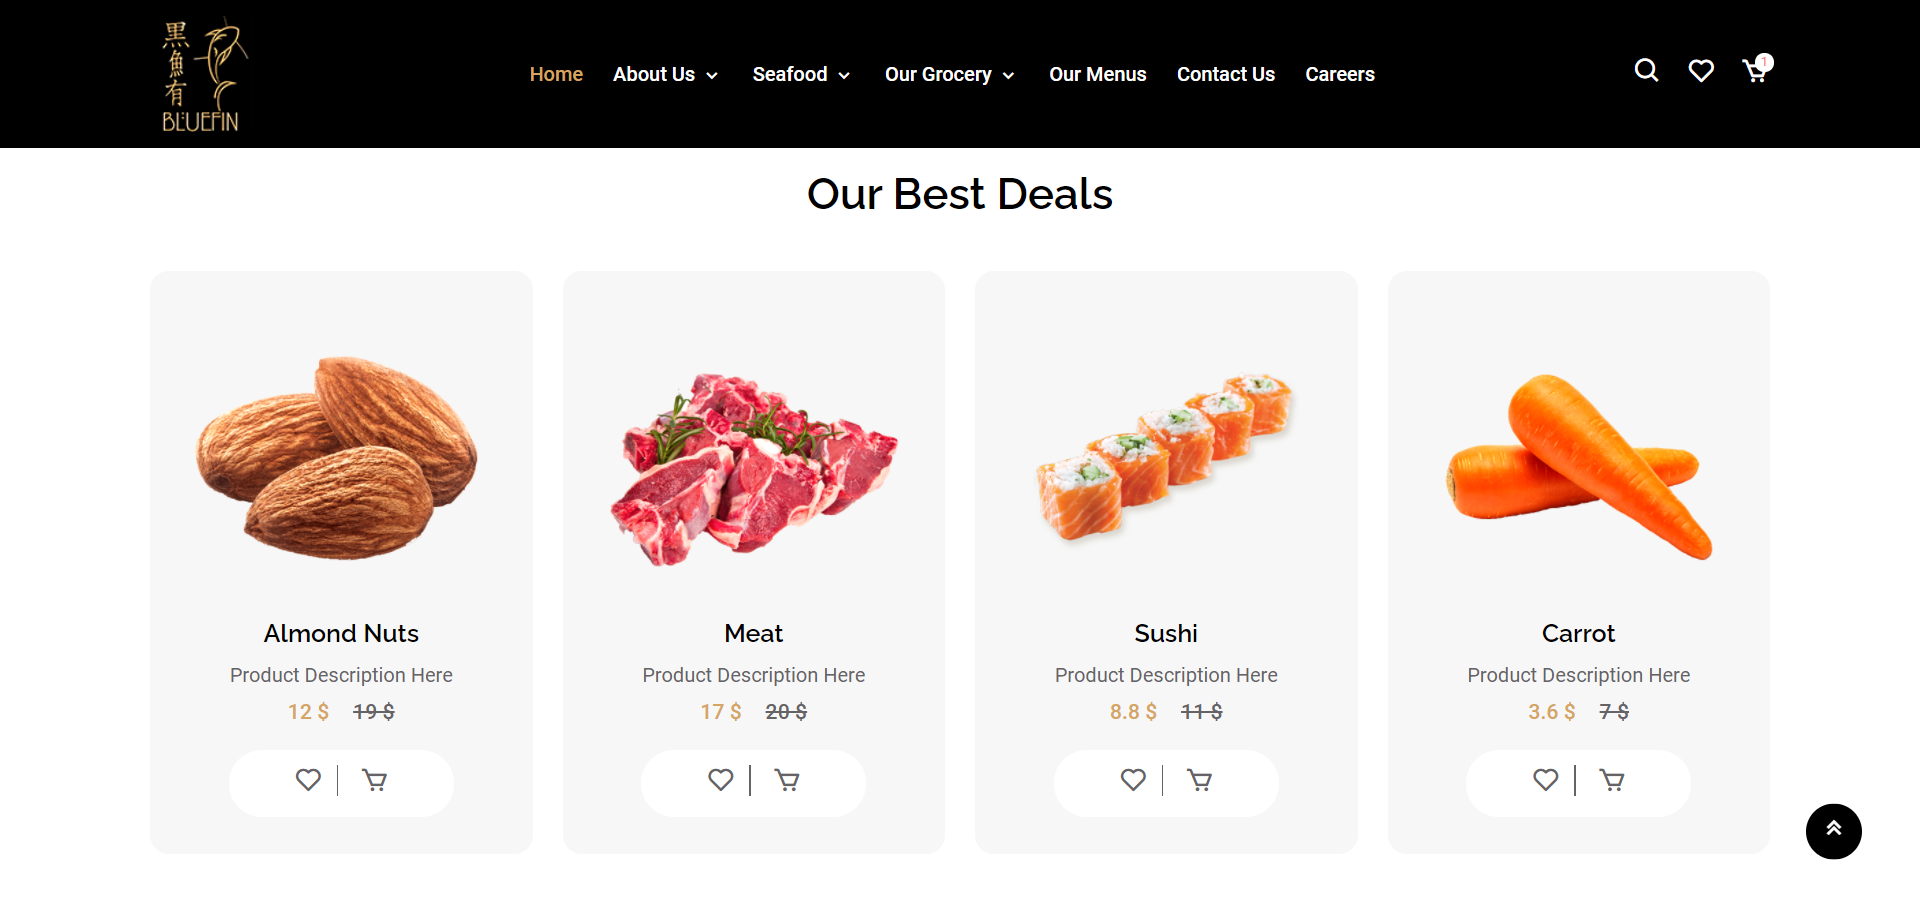 黒魚有
BLUEFIN
Home About Us Seafood Our Grocery Our Menus Contact Us Careers
1
Our Best Deals
Almond Nuts
Product Description Here
12 $ 19 $
Meat
Product Description Here
17 $ 20 $
Sushi
Product Description Here
8.8 $ 11 $
Carrot
Product Description Here
3.6 $ 7 $